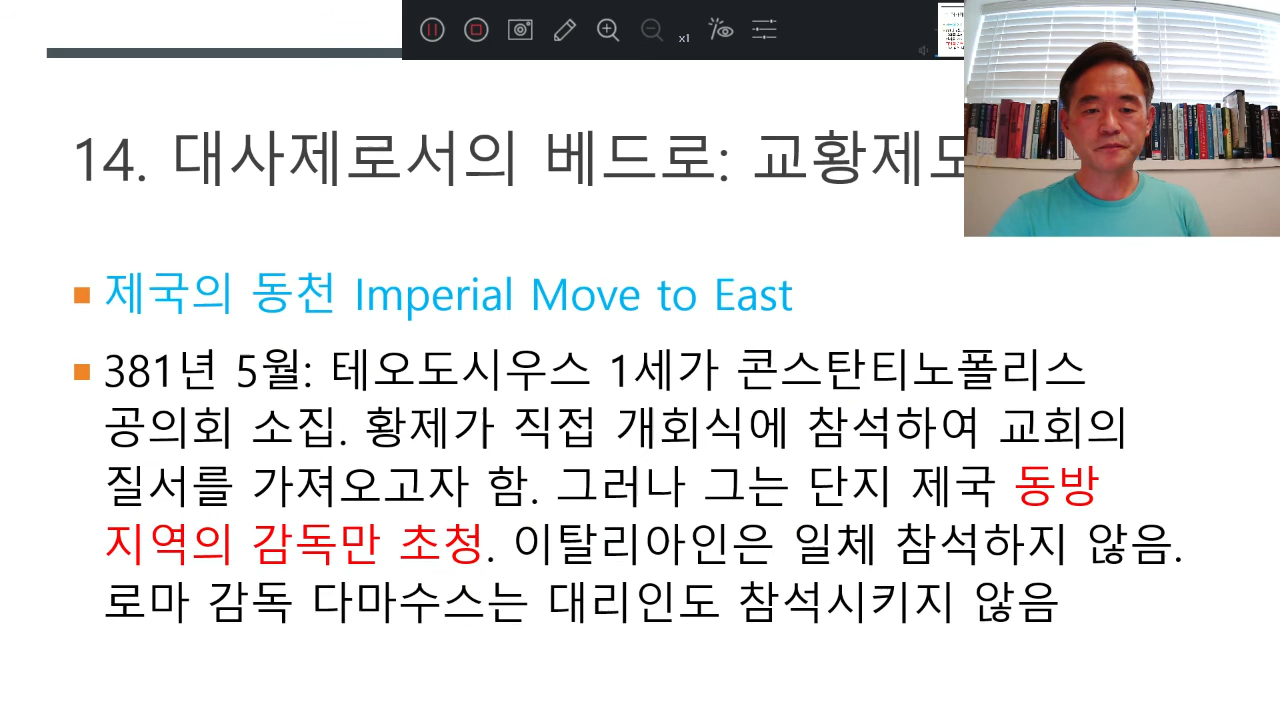 x1
14. 대사제로서의 베드로: 교황제도
제국의 동천 Imperial Move to East
381년 5월: 테오도시우스 1세가 콘스탄티노폴리스
공의회 소집. 황제가 직접 개회식에 참석하여 교회의
질서를 가져오고자 함. 그러나 그는 단지 제국 동방
지역의 감독만 초청. 이탈리아인은 일체 참석하지 않음.
로마 감독 다마수스는 대리인도 참석시키지 않음